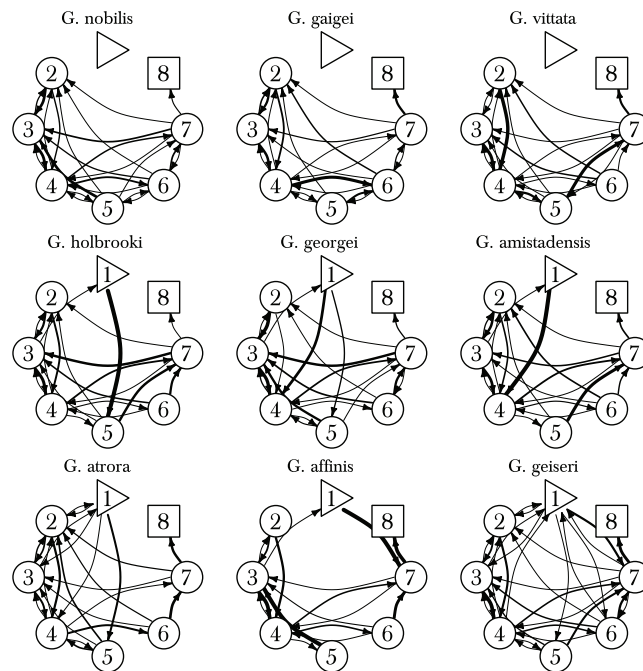 G. nobilis G. gaigei G. vittata
8 8 8
2 2 2
3 7 3 7 3 7
4 6 4 6 4 6
5 5 5
G. holbrooki G. georgei G. amistadensis
1 1 1
2 8 2 8 2 8
3 7 3 7 3 7
4 6 4 6 4 6
5 5 5
G. atrora G. affinis G. geiseri
1 1 1
2 8 2 8 2 8
3 7 3 7 3 7
4 6 4 6 4 6
5 5 5